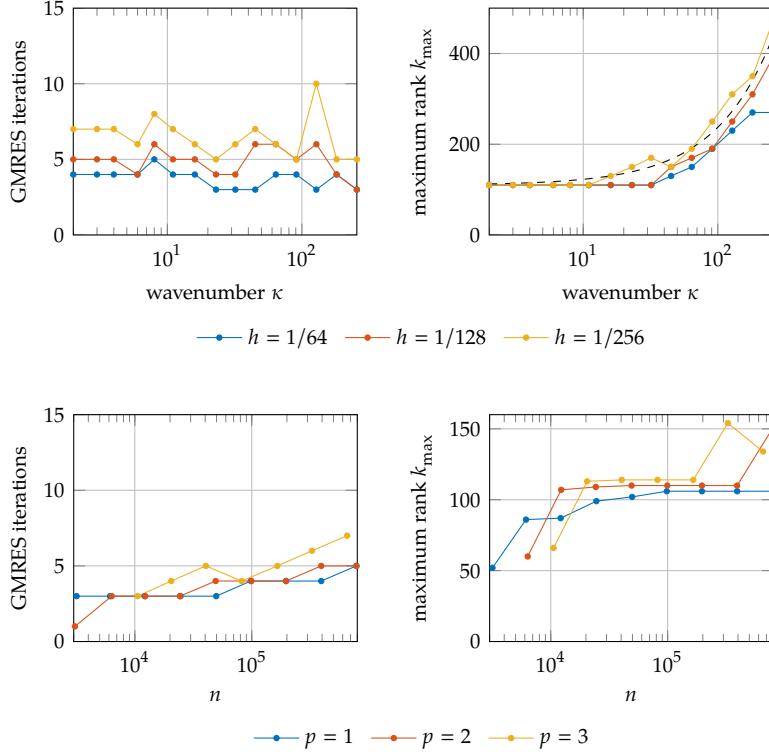 15
10
5
0
GMRES iterations
10^1
10^2
wavenumber κ
400
200
0
maximum rank k_max
10^1
10^2
wavenumber κ
h = 1/64 h = 1/128 h = 1/256
15
10
5
0
GMRES iterations
10^4
10^5
n
150
100
50
0
maximum rank k_max
10^4
10^5
n
p = 1 p = 2 p = 3